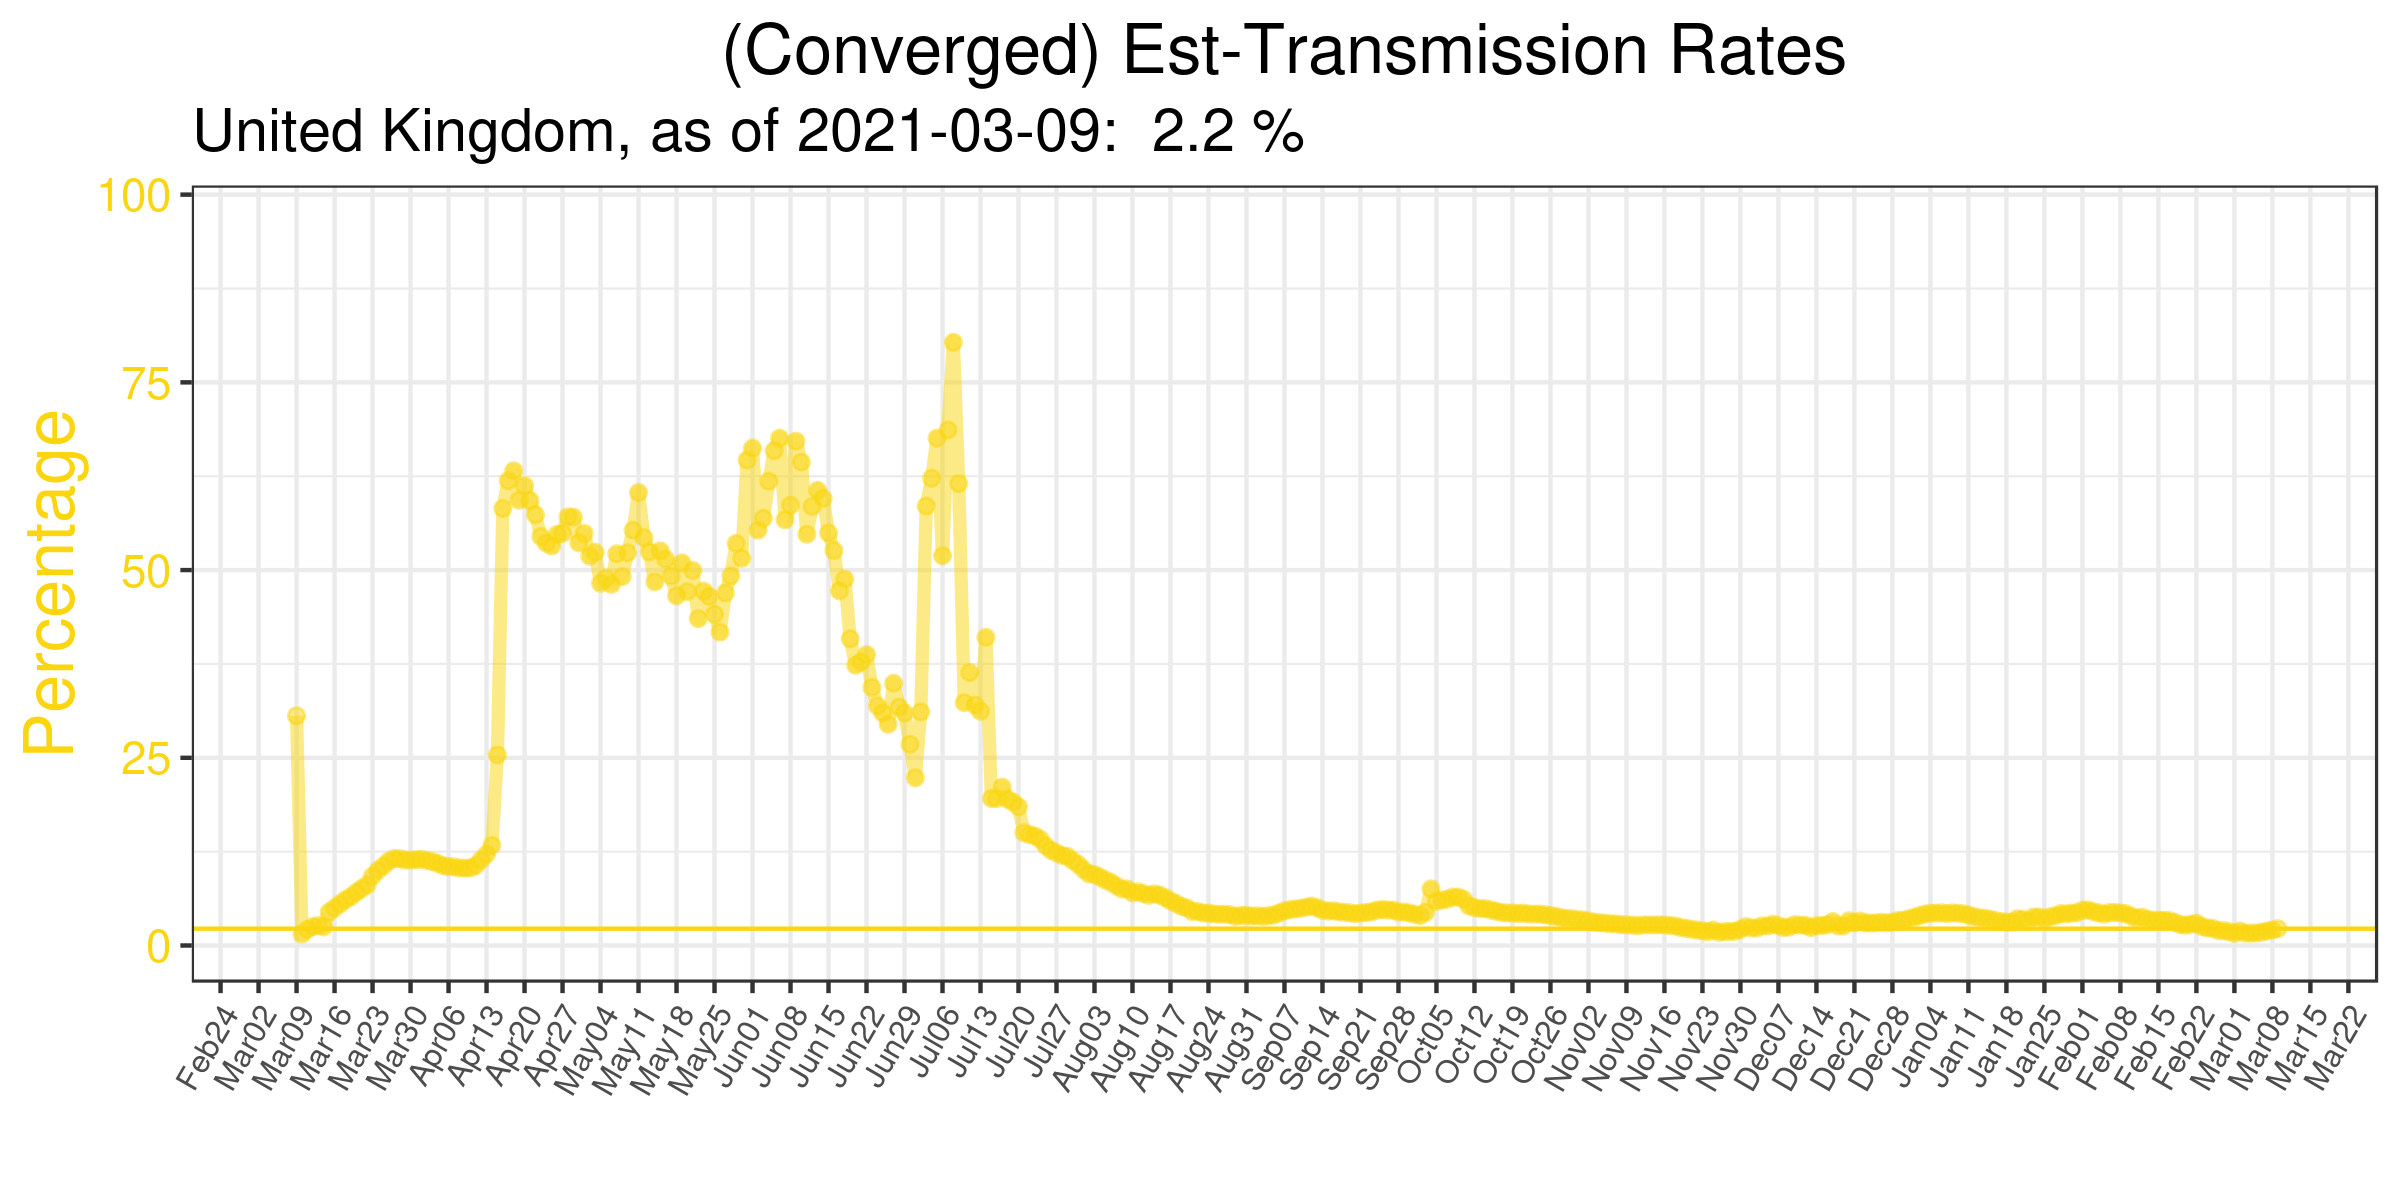 (Converged) Est-Transmission Rates
United Kingdom, as of 2021-03-09:  2.2 %
Percentage
100
75
50
25
0
Feb24 Mar02 Mar09 Mar16 Mar23 Mar30 Apr06 Apr13 Apr20 Apr27 May04 May11 May18 May25 Jun01 Jun08 Jun15 Jun22 Jun29 Jul06 Jul13 Jul20 Jul27 Aug03 Aug10 Aug17 Aug24 Aug31 Sep07 Sep14 Sep21 Sep28 Oct05 Oct12 Oct19 Oct26 Nov02 Nov09 Nov16 Nov23 Nov30 Dec07 Dec14 Dec21 Dec28 Jan04 Jan11 Jan18 Jan25 Feb01 Feb08 Feb15 Feb22 Mar01 Mar08 Mar15 Mar22